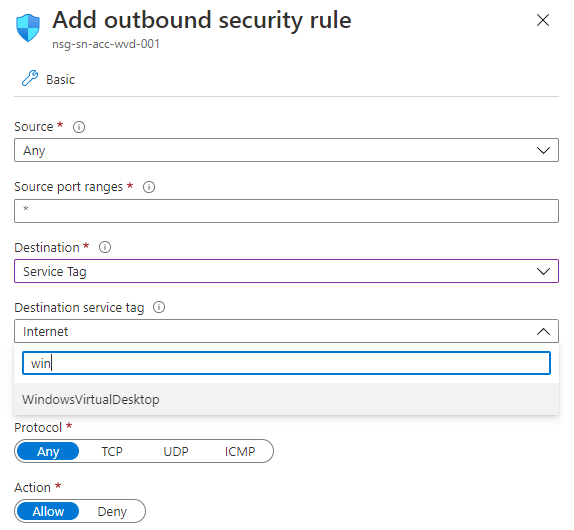 Add outbound security rule
nsg-sn-acc-wvd-001
Basic
Source *
Any
Source port ranges *
*
Destination *
Service Tag
Destination service tag
Internet
win
WindowsVirtualDesktop
Protocol *
Any TCP UDP ICMP
Action *
Allow Deny